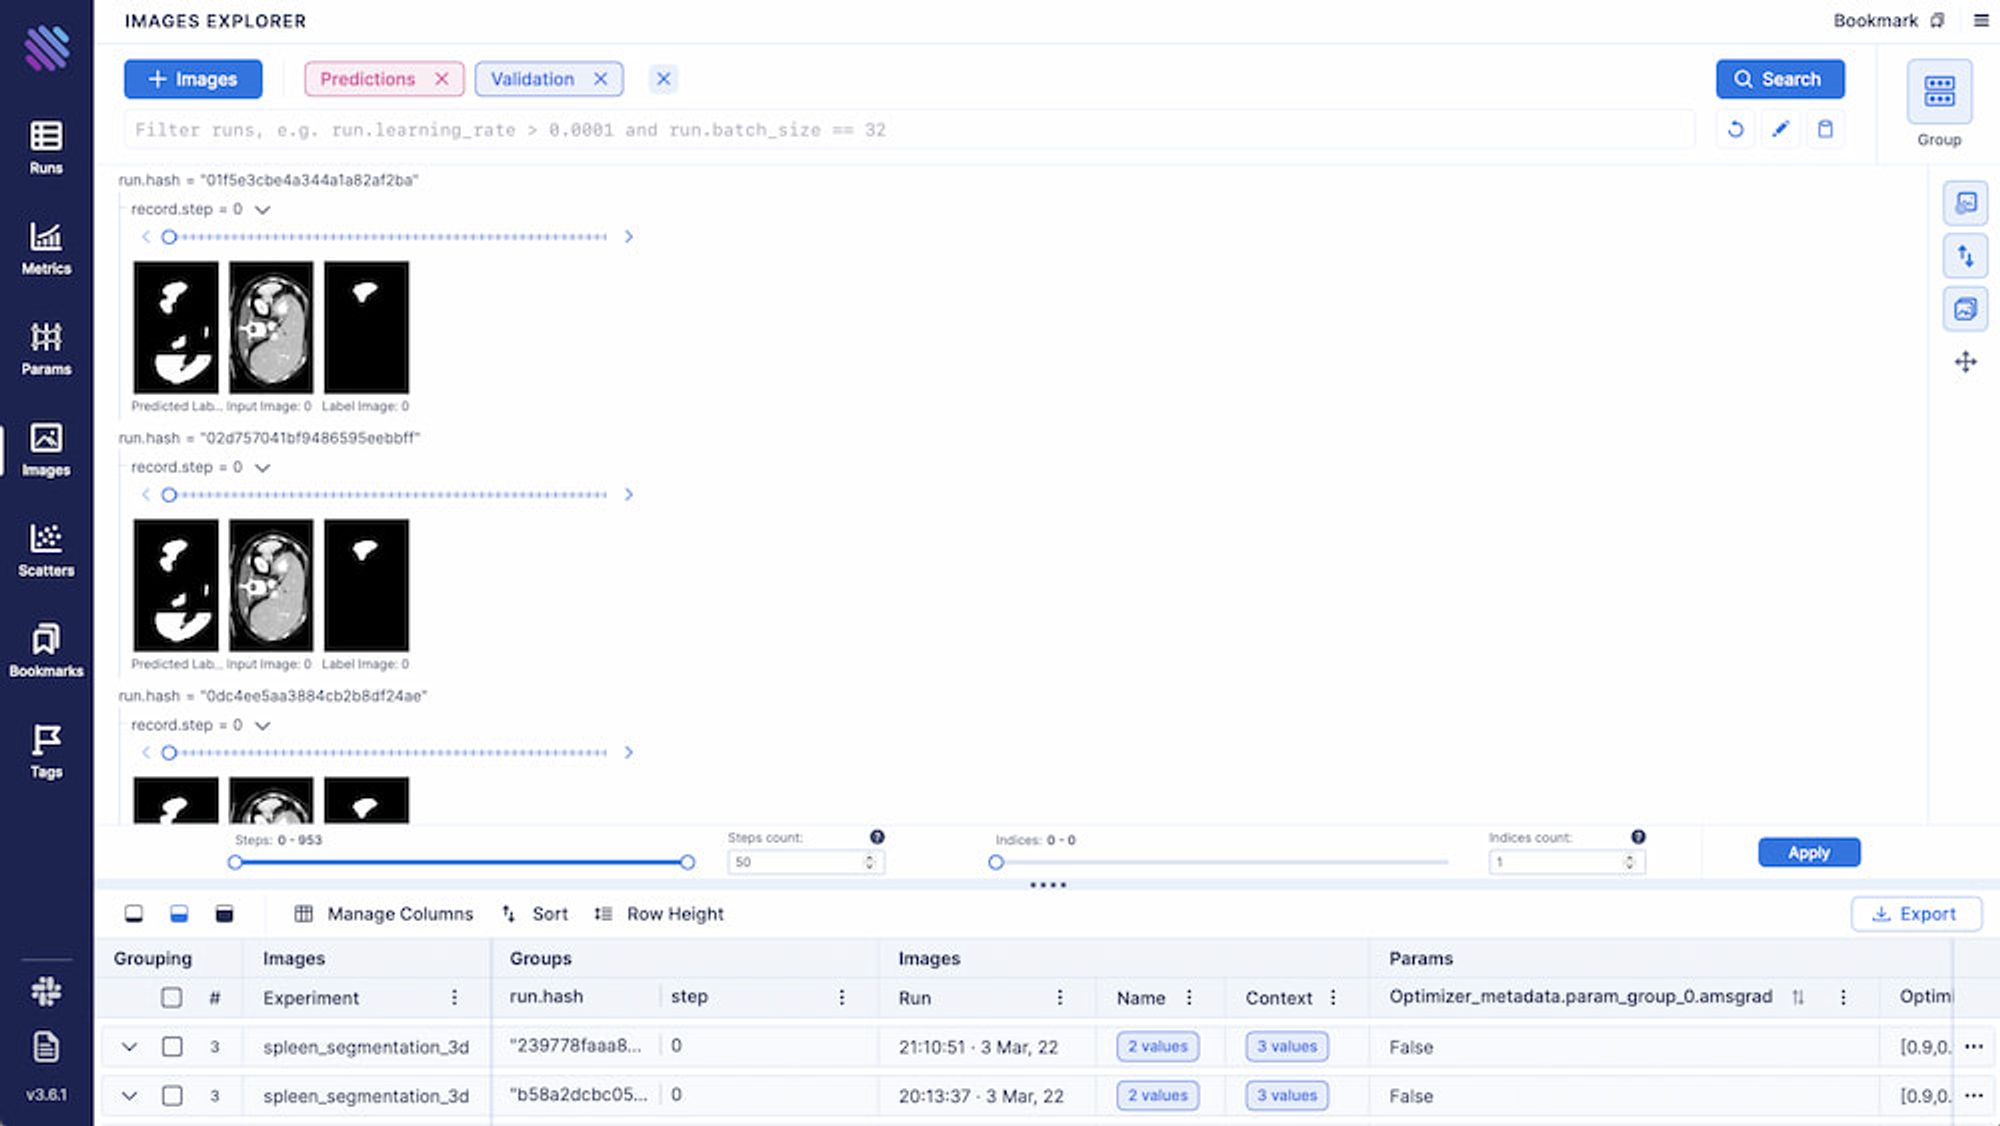 IMAGES EXPLORER
Bookmark
Images
Predictions
Validation
Search
Filter runs, e.g. run.learning_rate > 0.0001 and run.batch_size == 32
Group
Runs
Metrics
Params
Images
Scatters
Bookmarks
Tags
v3.6.1
run.hash = "01f5e3cbe4a344a1a82af2ba"
record.step = 0
Predicted Lab... Input Image: 0 Label Image: 0
run.hash = "02d757041bf9486595eebbff"
record.step = 0
Predicted Lab... Input Image: 0 Label Image: 0
run.hash = "0dc4ee5aa3884cb2b8df24ae"
record.step = 0
Steps: 0 - 953
Steps count:
50
Indices: 0 - 0
Indices count:
1
Apply
Manage Columns Sort Row Height
Export
Grouping Images Groups Images Params
# Experiment run.hash step Run Name Context Optimizer_metadata.param_group_0.amsgrad Optimi
3 spleen_segmentation_3d "239778faaa8... 0 21:10:51 · 3 Mar, 22 2 values 3 values False [0.9,0.
3 spleen_segmentation_3d "b58a2dcbc05... 0 20:13:37 · 3 Mar, 22 2 values 3 values False [0.9,0.